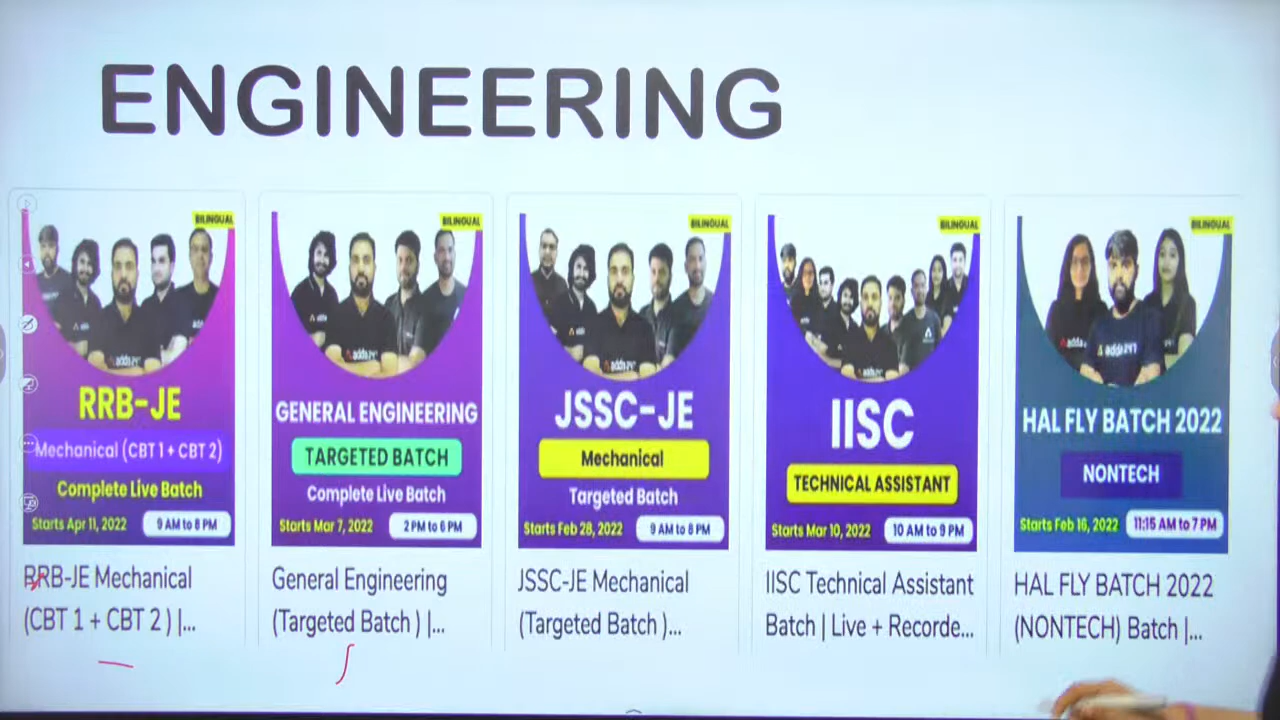 ENGINEERING
BILINGUAL
adda247
RRB-JE
Mechanical (CBT 1 + CBT 2)
Complete Live Batch
Starts Apr 11, 2022
9 AM to 8 PM
RRB-JE Mechanical
(CBT 1 + CBT 2 ) |...
BILINGUAL
adda247
GENERAL ENGINEERING
TARGETED BATCH
Complete Live Batch
Starts Mar 7, 2022
2 PM to 6 PM
General Engineering
(Targeted Batch ) |...
BILINGUAL
adda247
JSSC-JE
Mechanical
Targeted Batch
Starts Feb 28, 2022
9 AM to 8 PM
JSSC-JE Mechanical
(Targeted Batch )...
BILINGUAL
adda247
IISC
TECHNICAL ASSISTANT
Starts Mar 10, 2022
10 AM to 9 PM
IISC Technical Assistant
Batch | Live + Recorde...
BILINGUAL
adda247
HAL FLY BATCH 2022
NONTECH
Starts Feb 16, 2022
11:15 AM to 7 PM
HAL FLY BATCH 2022
(NONTECH) Batch |...